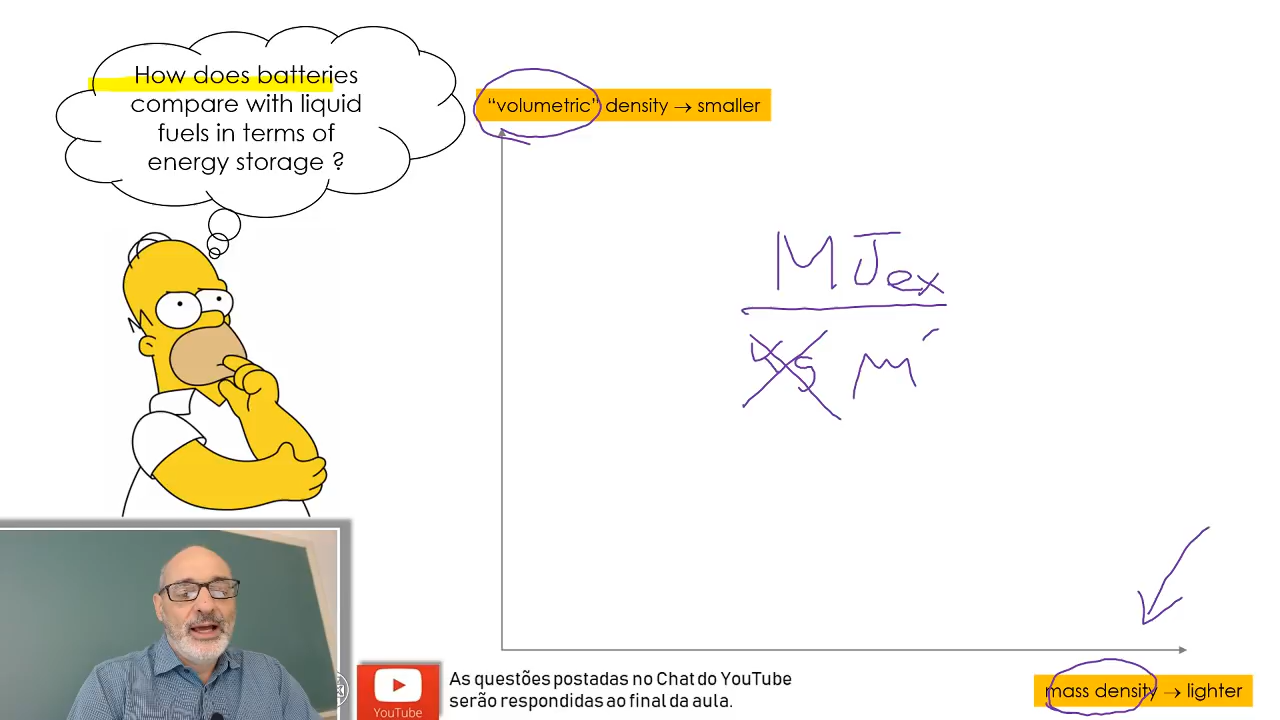 How does batteries
compare with liquid
fuels in terms of
energy storage ?
“volumetric” density → smaller
MJex
kg m
mass density → lighter
As questões postadas no Chat do YouTube
serão respondidas ao final da aula.
YouTube